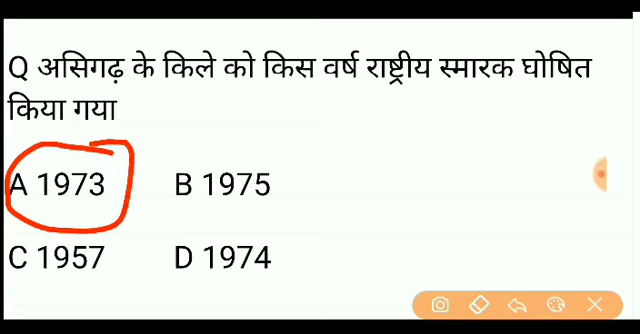 Q असिगढ़ के किले को किस वर्ष राष्ट्रीय स्मारक घोषित
किया गया
A 1973 B 1975
C 1957 D 1974